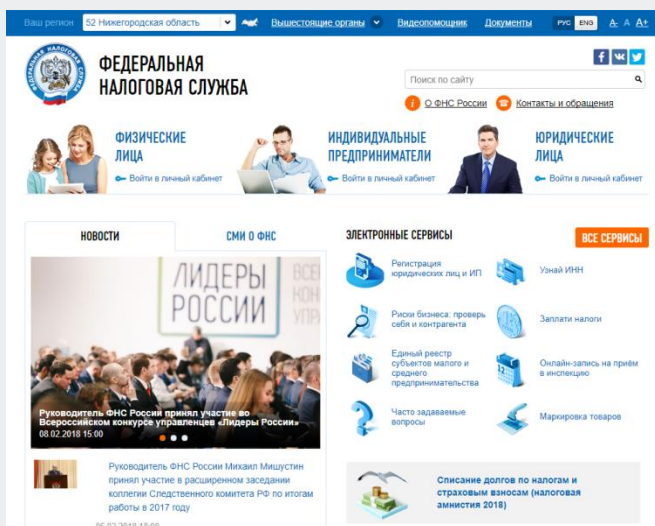 Ваш регион 52 Нижегородская область Вышестоящие органы Видеопомощник Документы РУС ENG A- A A+
ФЕДЕРАЛЬНАЯ
НАЛОГОВАЯ СЛУЖБА
Поиск по сайту
О ФНС России Контакты и обращения
ФИЗИЧЕСКИЕ
ЛИЦА
Войти в личный кабинет
ИНДИВИДУАЛЬНЫЕ
ПРЕДПРИНИМАТЕЛИ
Войти в личный кабинет
ЮРИДИЧЕСКИЕ
ЛИЦА
Войти в личный кабинет
НОВОСТИ СМИ О ФНС
ЛИДЕРЫ
РОССИИ
Руководитель ФНС России принял участие во
Всероссийском конкурсе управленцев «Лидеры России»
08.02.2018 15:00
Руководитель ФНС России Михаил Мишустин
принял участие в расширенном заседании
коллегии Следственного комитета РФ по итогам
работы в 2017 году
ЭЛЕКТРОННЫЕ СЕРВИСЫ ВСЕ СЕРВИСЫ
Регистрация
юридических лиц и ИП
Узнай ИНН
Риски бизнеса: проверь
себя и контрагента
Заплати налоги
Единый реестр
субъектов малого и
среднего
предпринимательства
Онлайн-запись на приём
в инспекцию
Часто задаваемые
вопросы
Маркировка товаров
Списание долгов по налогам и
страховым взносам (налоговая
амнистия 2018)